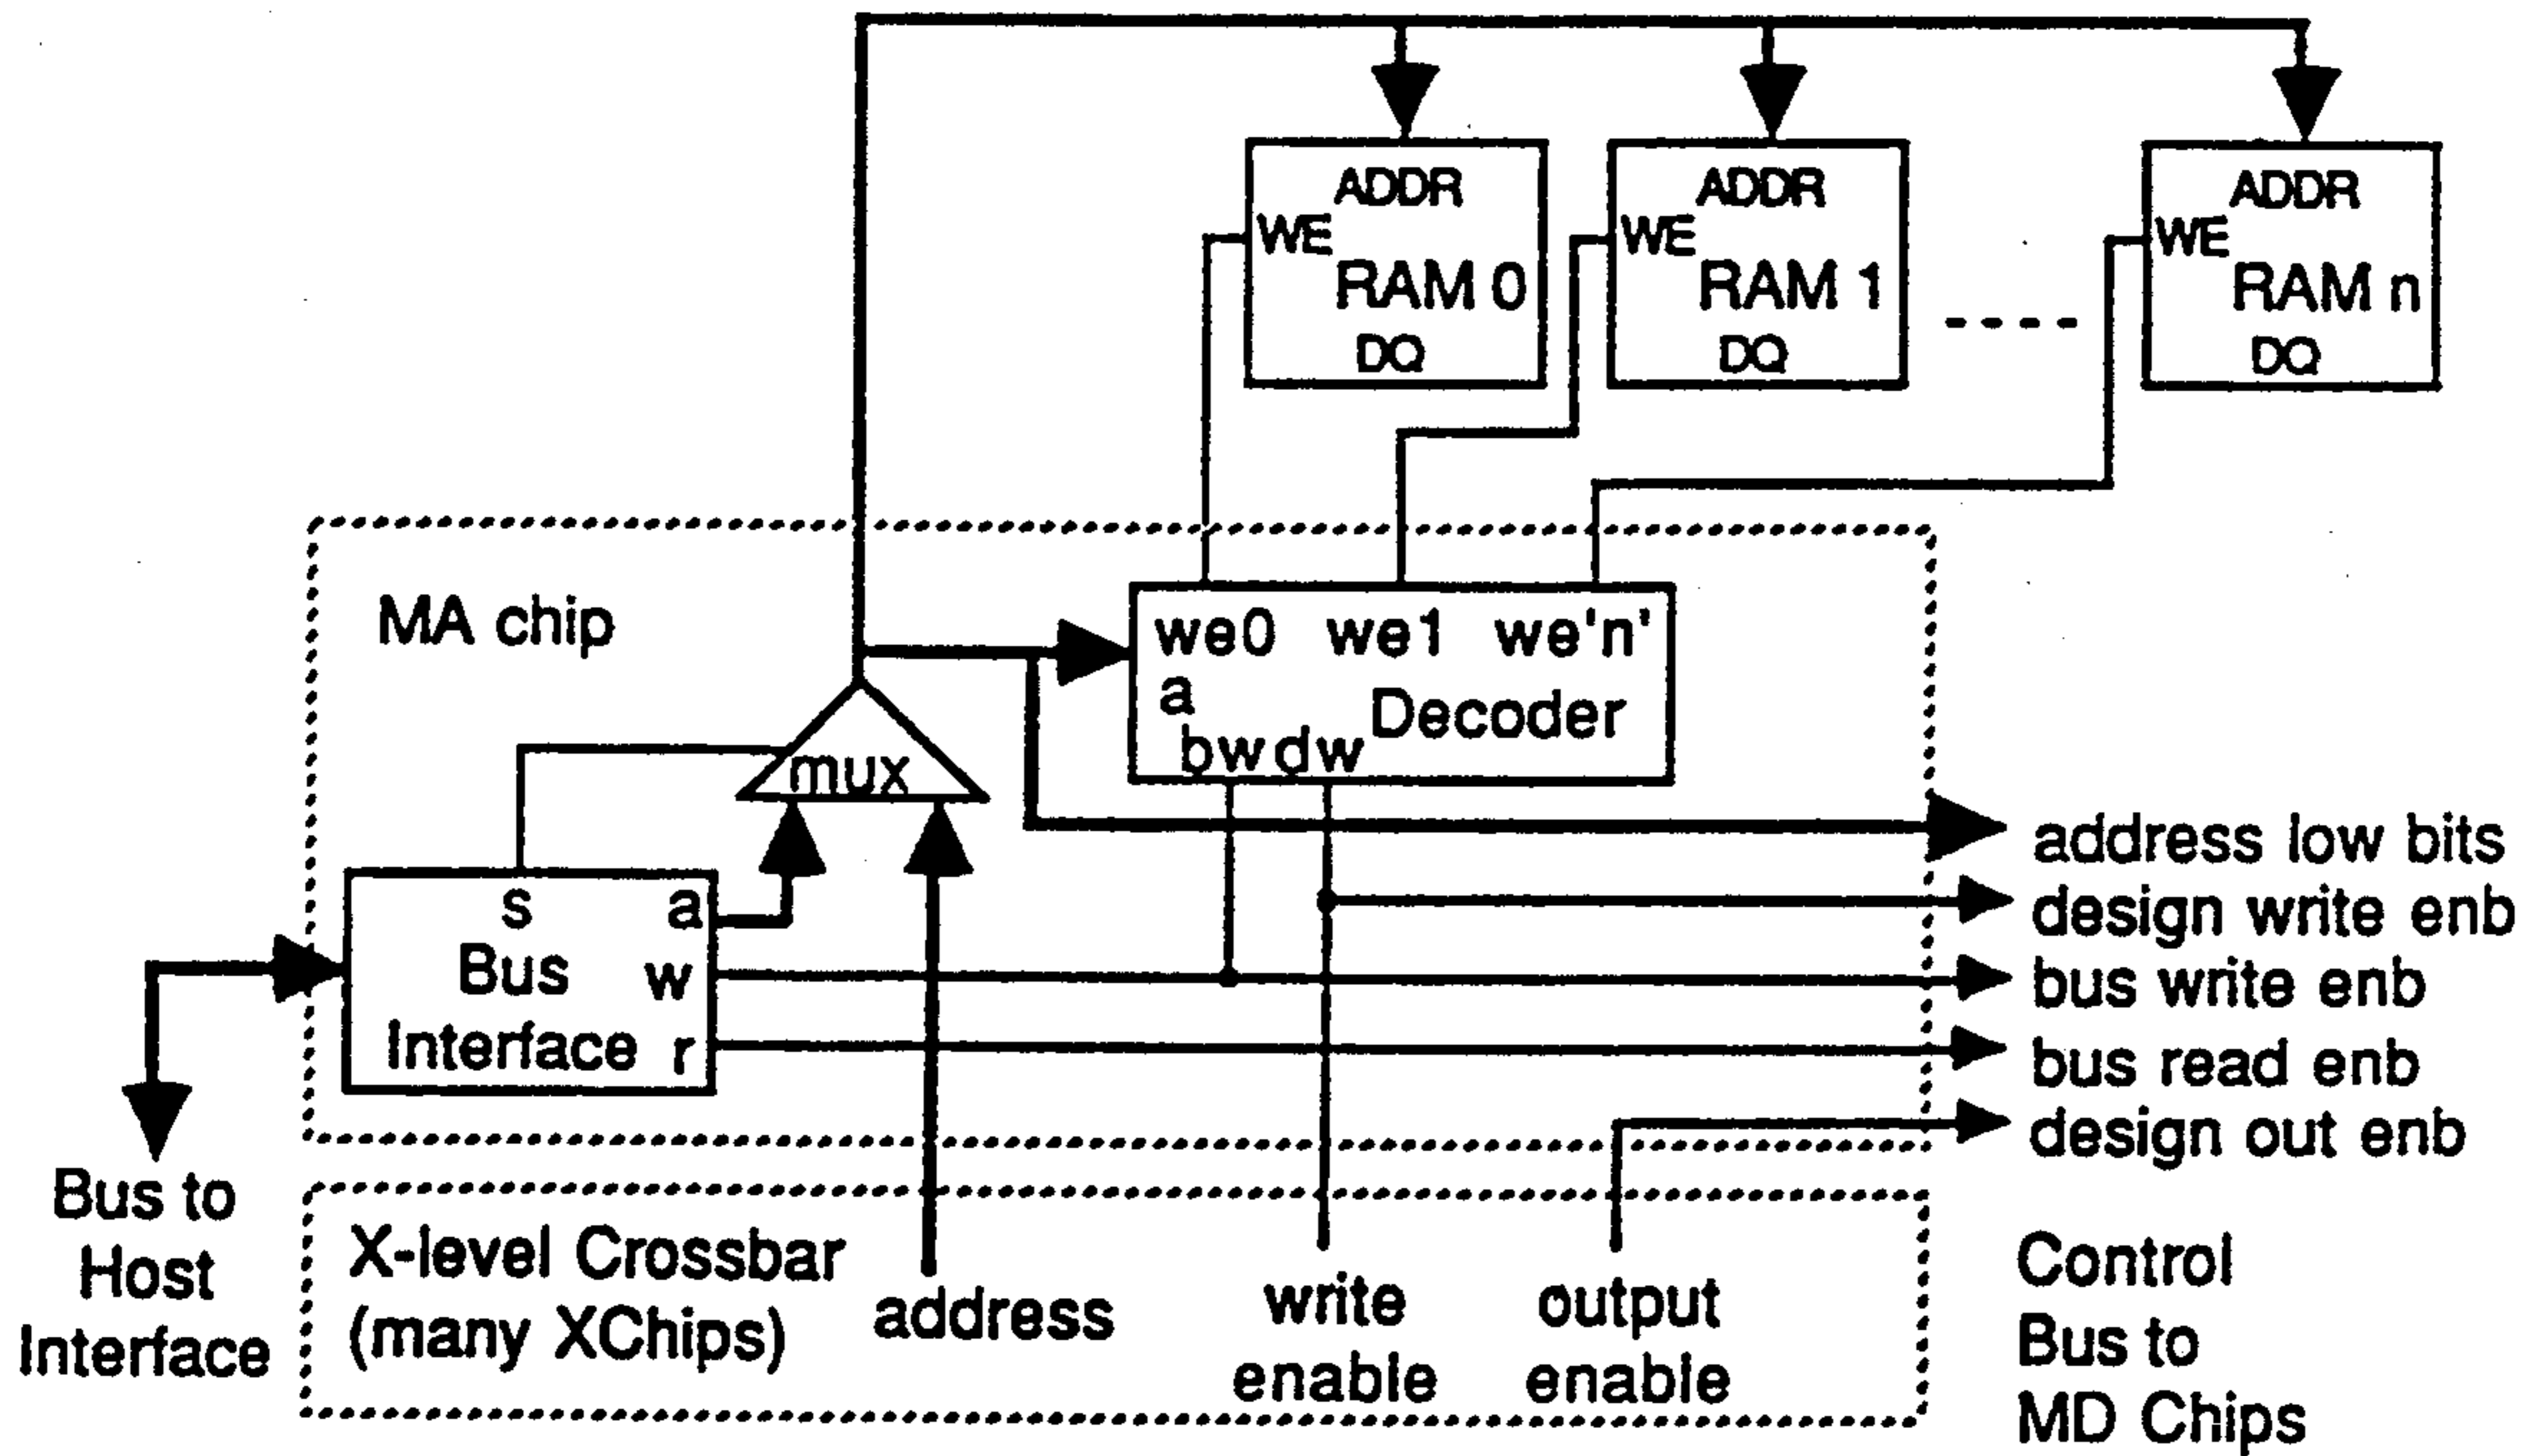 ADDR ADDR ADDR
WE WE WE
RAM 0 RAM 1 RAM n
DQ DQ DQ
MA chip
we0 we1 we'n'
a
Decoder
bw dw
mux
s a
Bus w
Interface r
address low bits
design write enb
bus write enb
bus read enb
design out enb
Bus to
Host
Interface
X-level Crossbar
(many XChips)
address
write
enable
output
enable
Control
Bus to
MD Chips